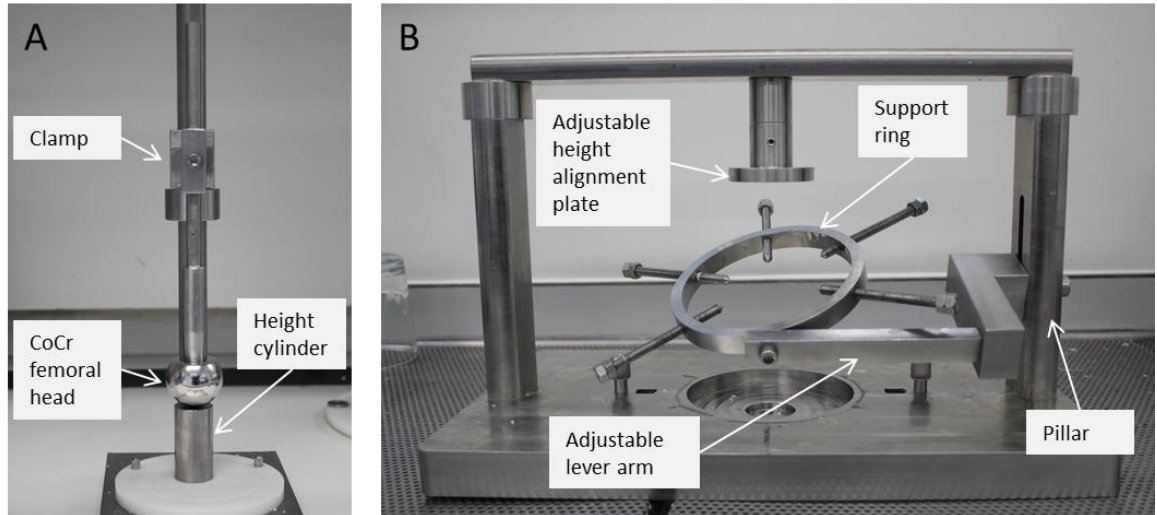 A
Clamp
CoCr
femoral
head
Height
cylinder
B
Adjustable
height
alignment
plate
Support
ring
Adjustable
lever arm
Pillar